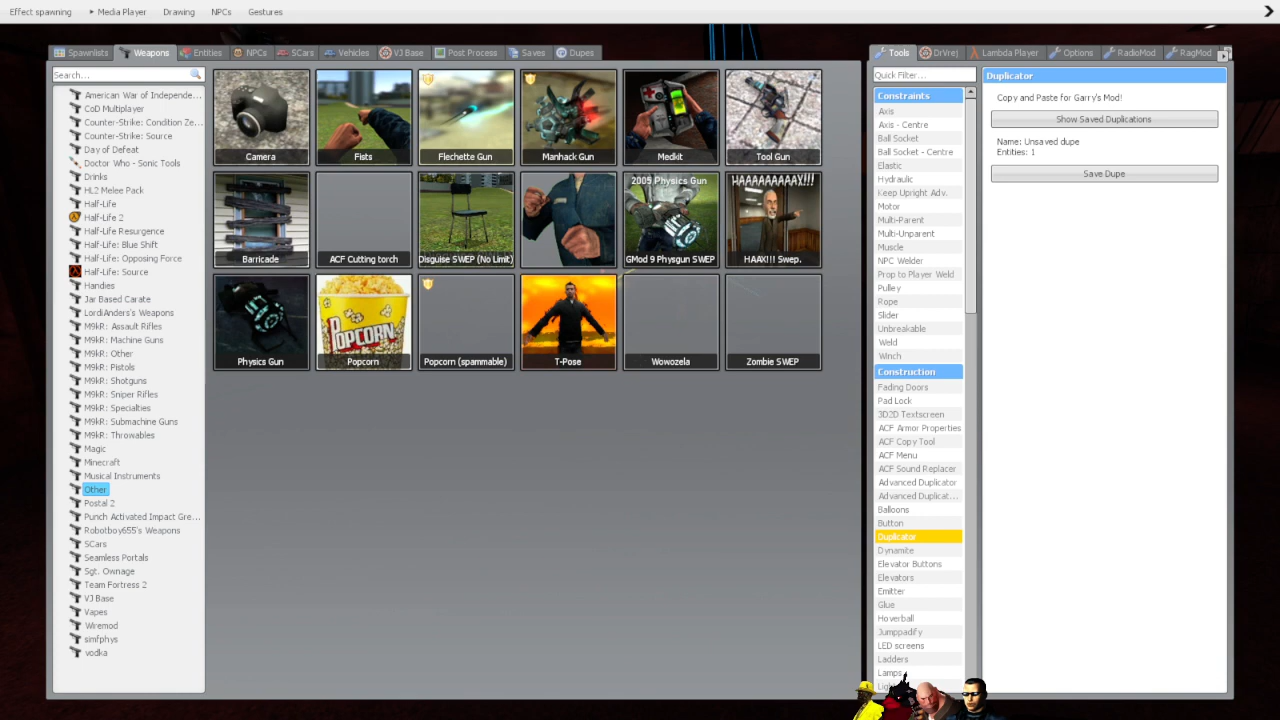 Effect spawning ▸ Media Player Drawing NPCs Gestures
Spawnlists Weapons Entities NPCs SCars Vehicles VJ Base Post Process Saves Dupes
Search...
American War of Independe...
CoD Multiplayer
Counter-Strike: Condition Ze...
Counter-Strike: Source
Day of Defeat
Doctor Who - Sonic Tools
Drinks
HL2 Melee Pack
Half-Life
Half-Life 2
Half-Life Resurgence
Half-Life: Blue Shift
Half-Life: Opposing Force
Half-Life: Source
Handies
Jar Based Carate
LordiAnders's Weapons
M9kR: Assault Rifles
M9kR: Machine Guns
M9kR: Other
M9kR: Pistols
M9kR: Shotguns
M9kR: Sniper Rifles
M9kR: Specialties
M9kR: Submachine Guns
M9kR: Throwables
Magic
Minecraft
Musical Instruments
Other
Postal 2
Punch Activated Impact Gre...
Robotboy655's Weapons
SCars
Seamless Portals
Sgt. Ownage
Team Fortress 2
VJ Base
Vapes
Wiremod
simfphys
vodka
Camera Fists Flechette Gun Manhack Gun Medkit Tool Gun
2005 Physics Gun HAAAAAAAAAX!!!
Barricade ACF Cutting torch Disguise SWEP (No Limit) GMod 9 Physgun SWEP HAAX!!! Swep.
POPCORN
Physics Gun Popcorn Popcorn (spammable) T-Pose Wowozela Zombie SWEP
Tools DrVrej Lambda Player Options RadioMod RagMod
Quick Filter...
Constraints
Axis
Axis - Centre
Ball Socket
Ball Socket - Centre
Elastic
Hydraulic
Keep Upright Adv.
Motor
Multi-Parent
Multi-Unparent
Muscle
NPC Welder
Prop to Player Weld
Pulley
Rope
Slider
Unbreakable
Weld
Winch
Construction
Fading Doors
Pad Lock
3D2D Textscreen
ACF Armor Properties
ACF Copy Tool
ACF Menu
ACF Sound Replacer
Advanced Duplicator
Advanced Duplicat...
Balloons
Button
Duplicator
Dynamite
Elevator Buttons
Elevators
Emitter
Glue
Hoverball
Jumppadify
LED screens
Ladders
Lamps
Duplicator
Copy and Paste for Garry's Mod!
Show Saved Duplications
Name: Unsaved dupe
Entities: 1
Save Dupe